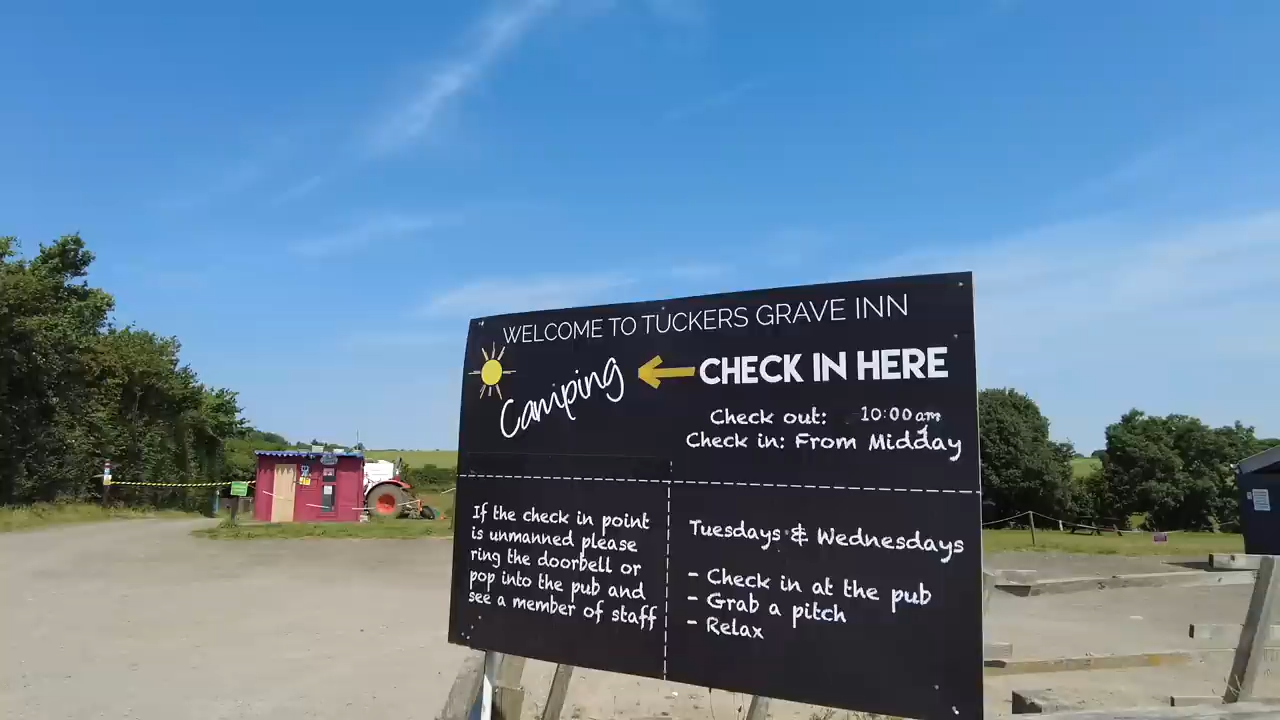 WELCOME TO TUCKERS GRAVE INN
Camping
CHECK IN HERE
Check out: 10:00am
Check in: From Midday
If the check in point
is unmanned please
ring the doorbell or
pop into the pub and
see a member of staff
Tuesdays & Wednesdays
- Check in at the pub
- Grab a pitch
- Relax